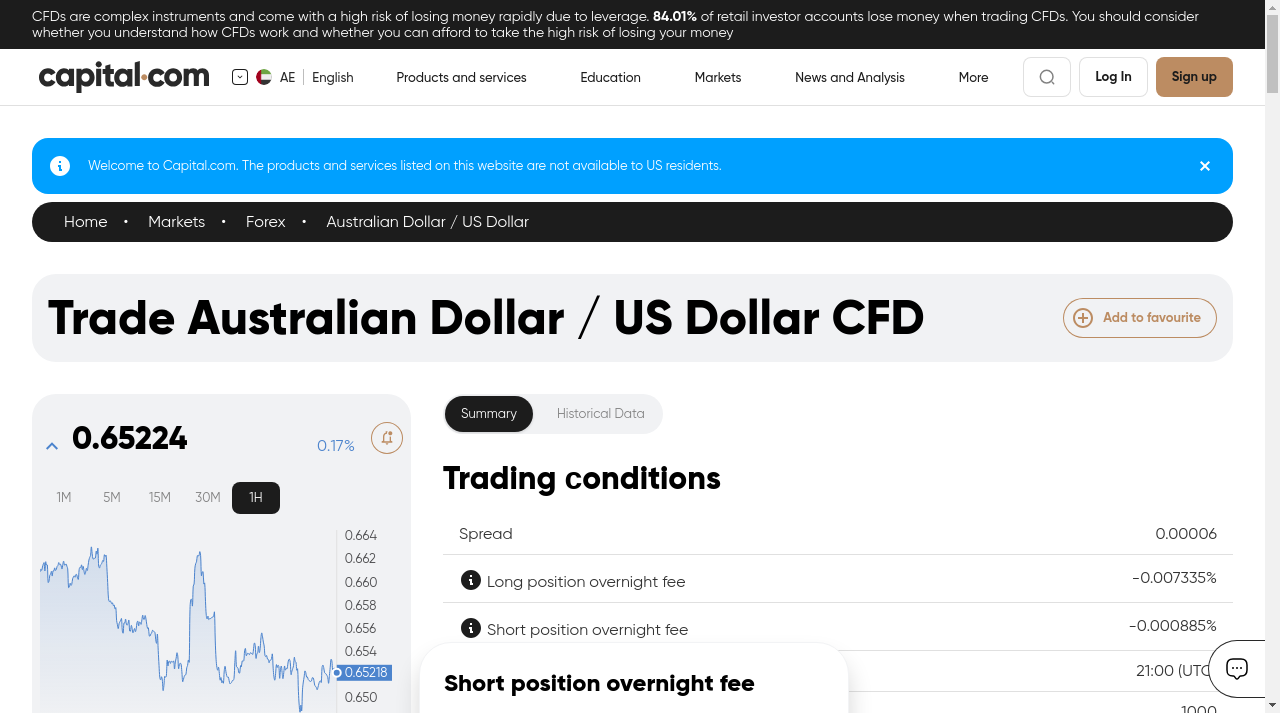 CFDs are complex instruments and come with a high risk of losing money rapidly due to leverage. 84.01% of retail investor accounts lose money when trading CFDs. You should consider
whether you understand how CFDs work and whether you can afford to take the high risk of losing your money
capital.com
AE | English
Products and services
Education
Markets
News and Analysis
More
Log In
Sign up
Welcome to Capital.com. The products and services listed on this website are not available to US residents.
Home • Markets • Forex • Australian Dollar / US Dollar
Trade Australian Dollar / US Dollar CFD
Add to favourite
0.65224
0.17%
1M 5M 15M 30M 1H
0.664
0.662
0.660
0.658
0.656
0.654
0.65218
0.650
Summary
Historical Data
Trading conditions
Spread 0.00006
Long position overnight fee -0.007335%
Short position overnight fee -0.000885%
21:00 (UTC
1000
Short position overnight fee